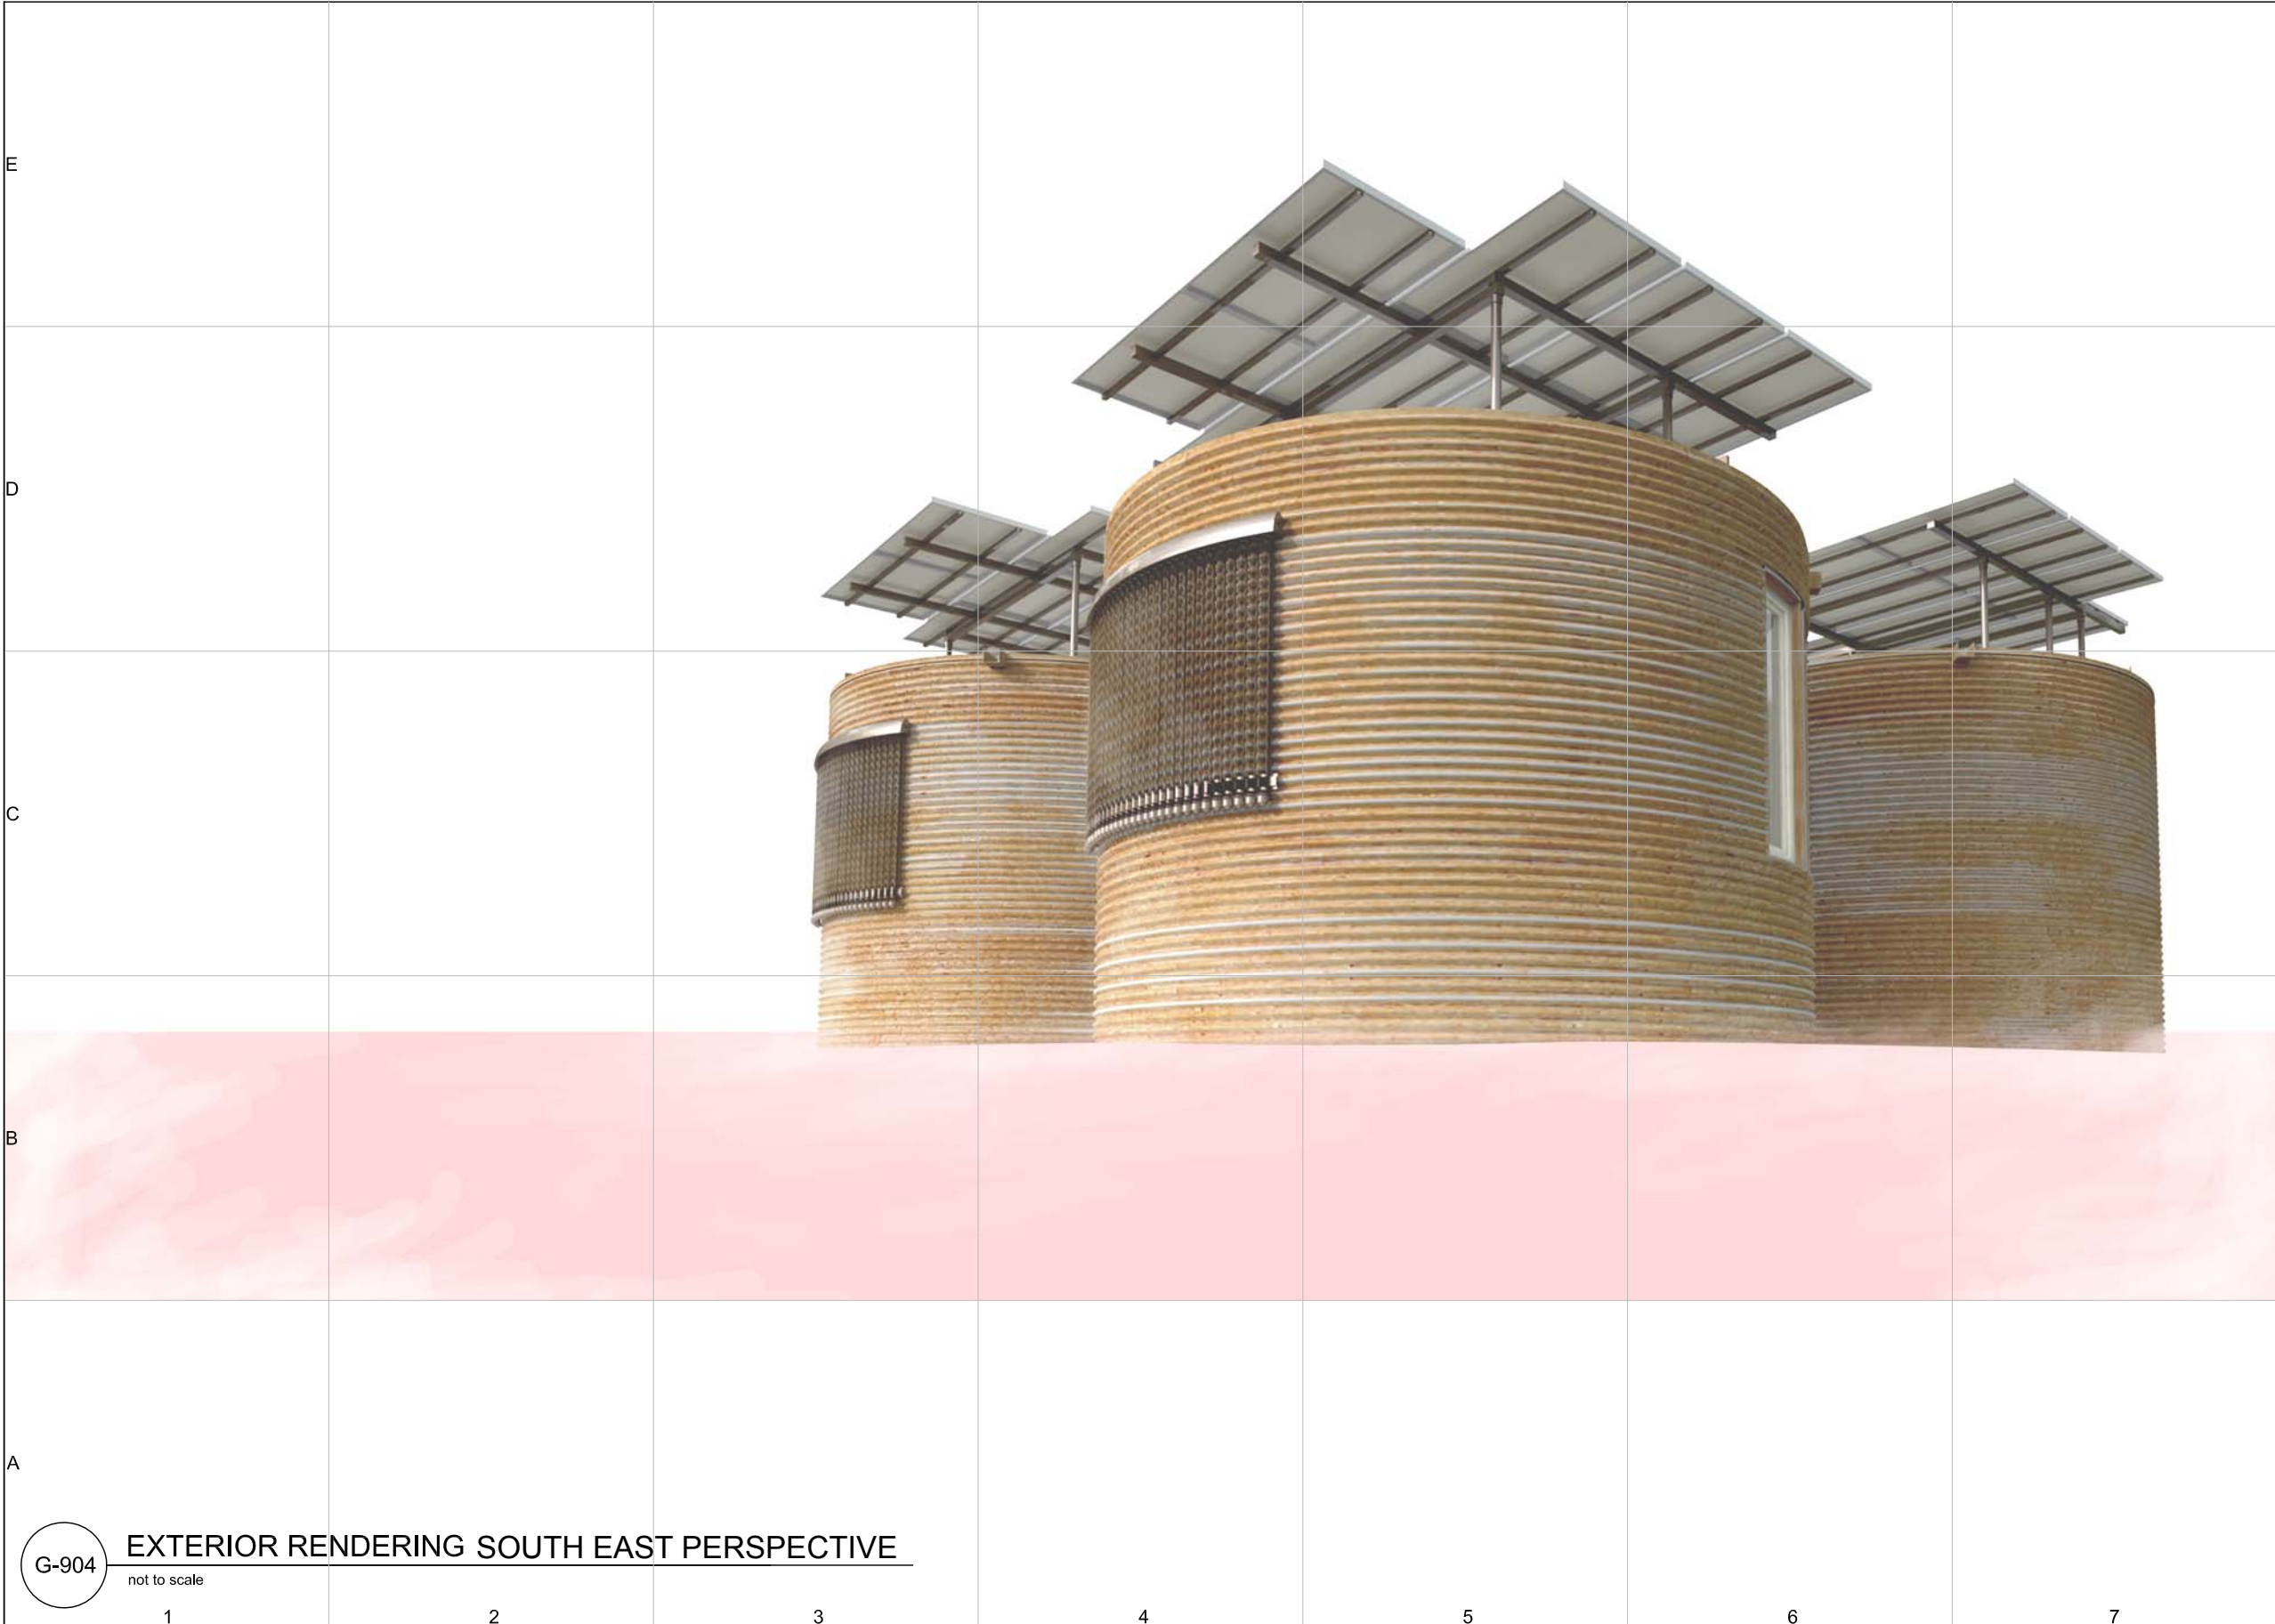 E
D
C
B
A
G-904
EXTERIOR RENDERING SOUTH EAST PERSPECTIVE
not to scale
1 2 3 4 5 6 7